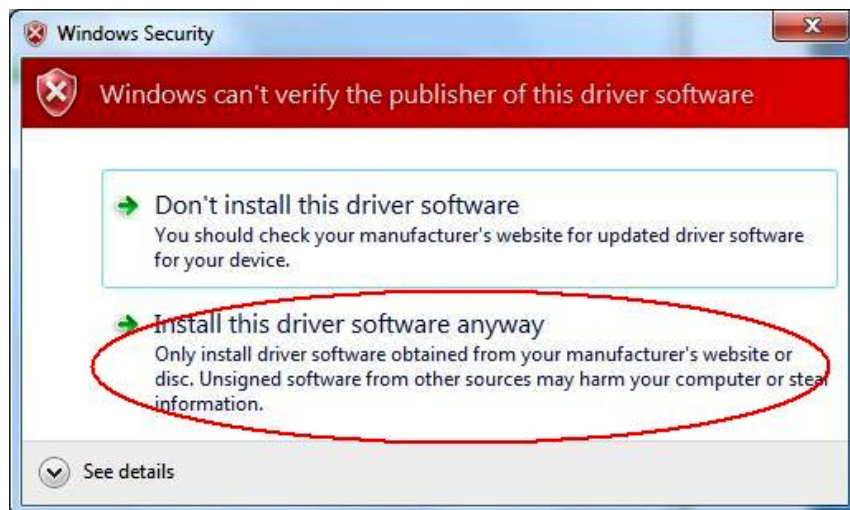 Windows Security
Windows can't verify the publisher of this driver software
Don't install this driver software
You should check your manufacturer's website for updated driver software
for your device.
Install this driver software anyway
Only install driver software obtained from your manufacturer's website or
disc. Unsigned software from other sources may harm your computer or steal
information.
See details